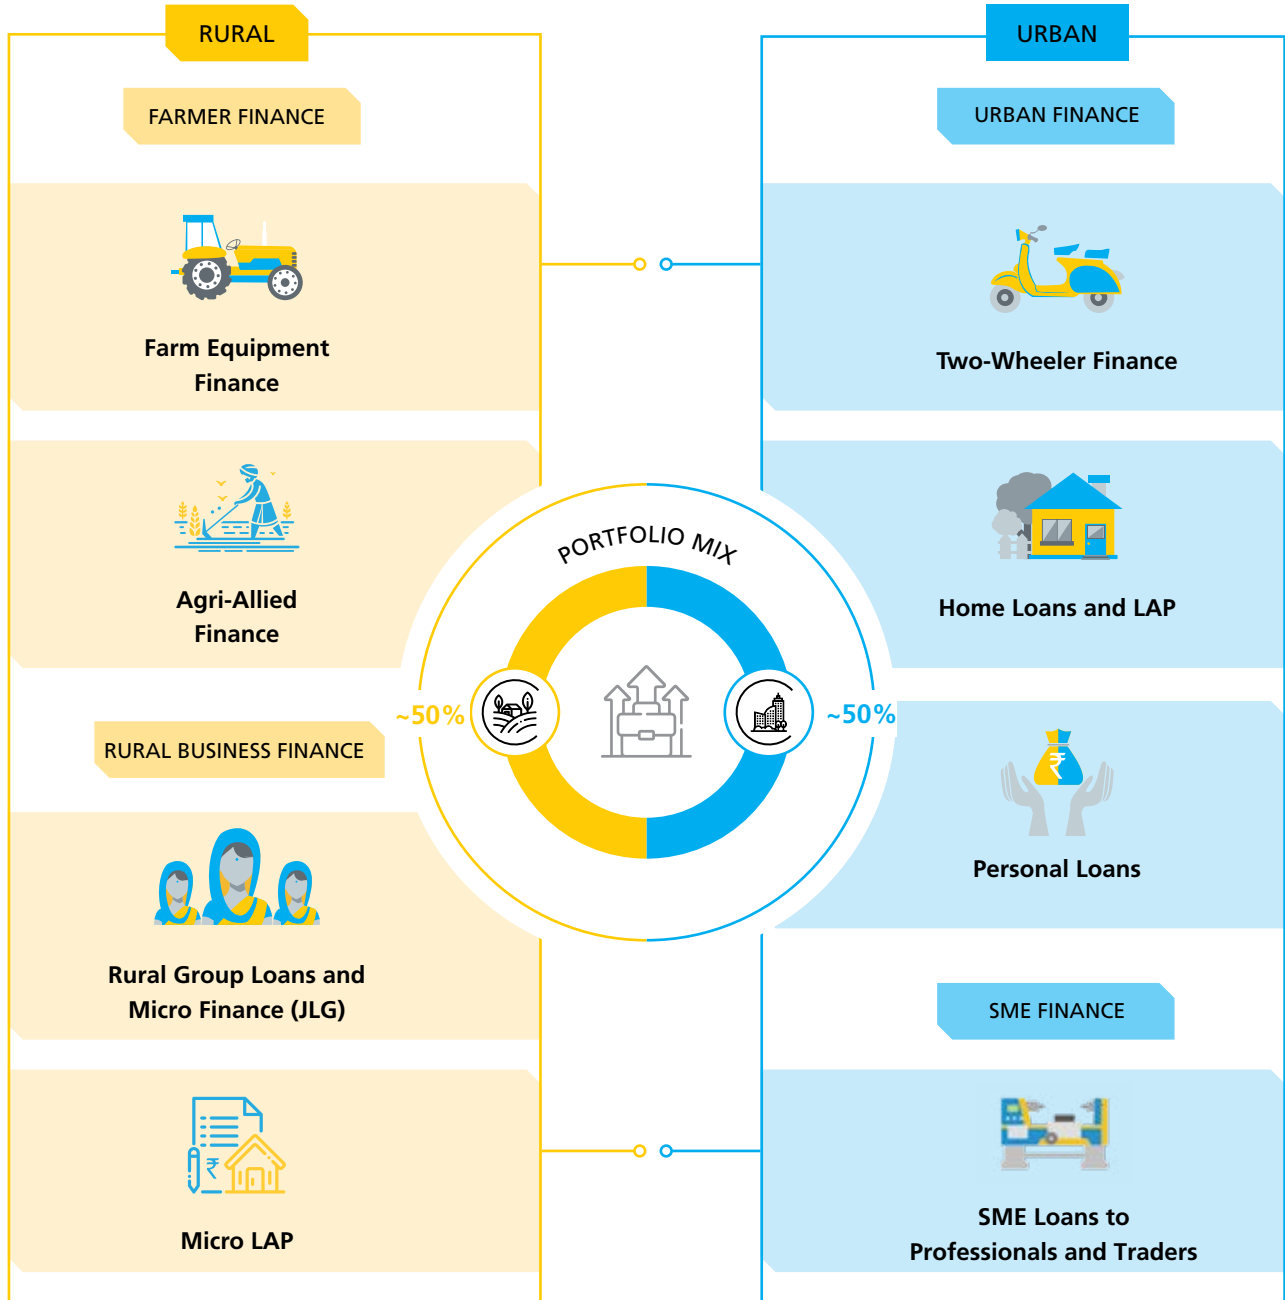 RURAL
FARMER FINANCE
Farm Equipment
Finance
Agri-Allied
Finance
RURAL BUSINESS FINANCE
Rural Group Loans and
Micro Finance (JLG)
₹
Micro LAP
PORTFOLIO MIX
~50%
~50%
URBAN
URBAN FINANCE
Two-Wheeler Finance
Home Loans and LAP
₹
Personal Loans
SME FINANCE
SME Loans to
Professionals and Traders